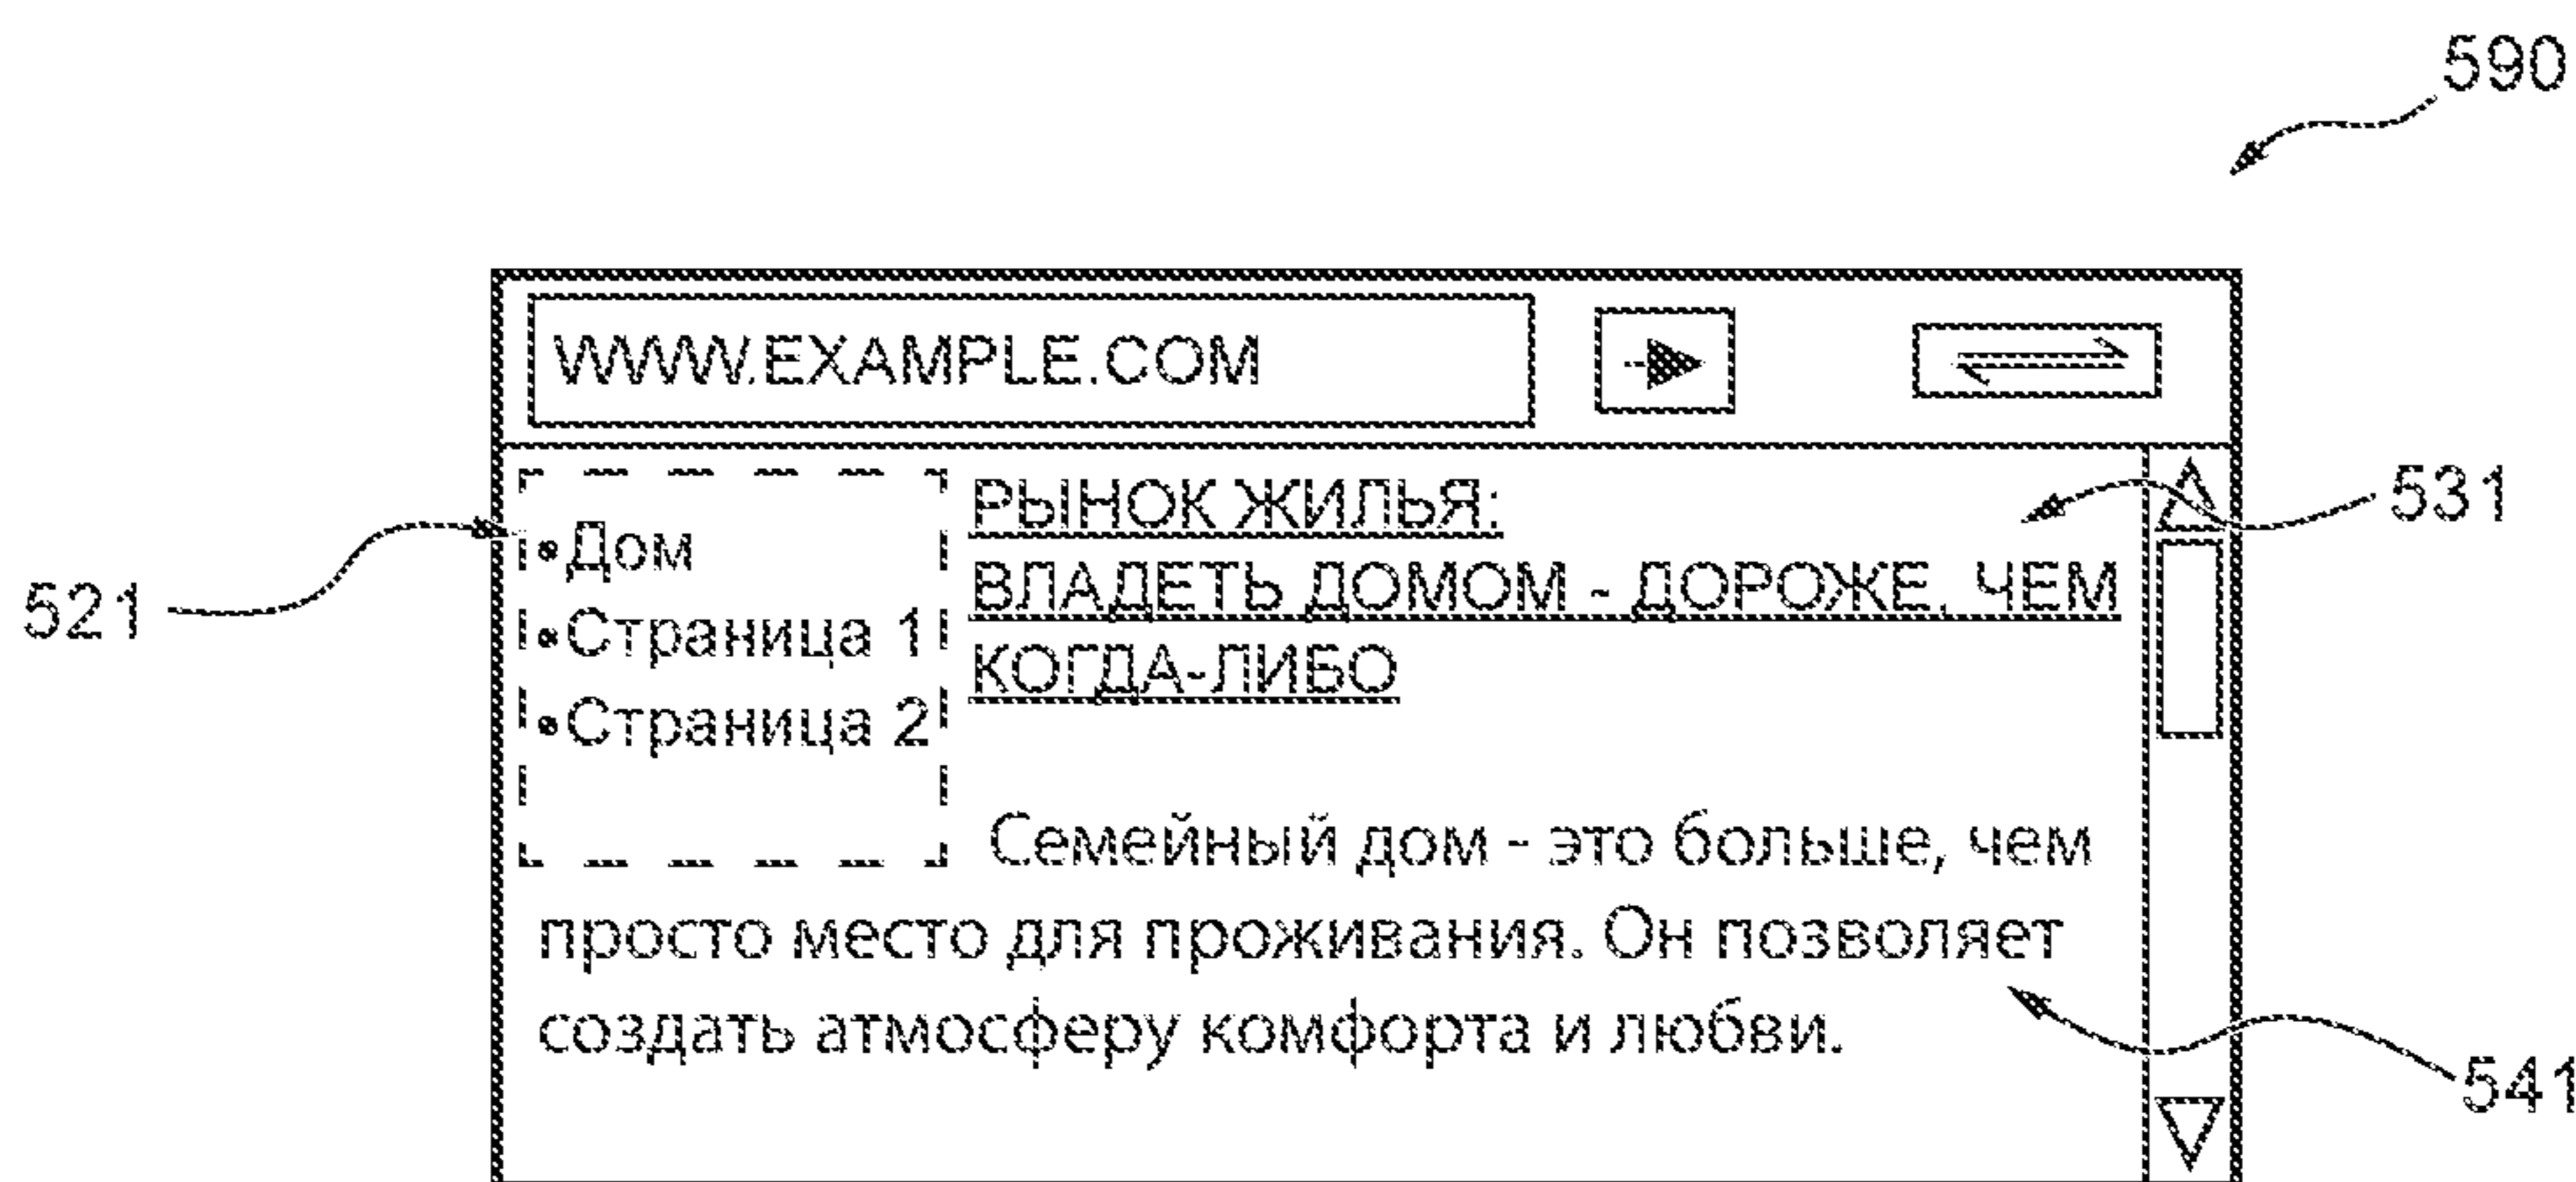 590
WWW.EXAMPLE.COM
521
•Дом
•Страница 1
•Страница 2
РЫНОК ЖИЛЬЯ:
ВЛАДЕТЬ ДОМОМ - ДОРОЖЕ, ЧЕМ
КОГДА-ЛИБО
531
Семейный дом - это больше, чем
просто место для проживания. Он позволяет
создать атмосферу комфорта и любви.
541